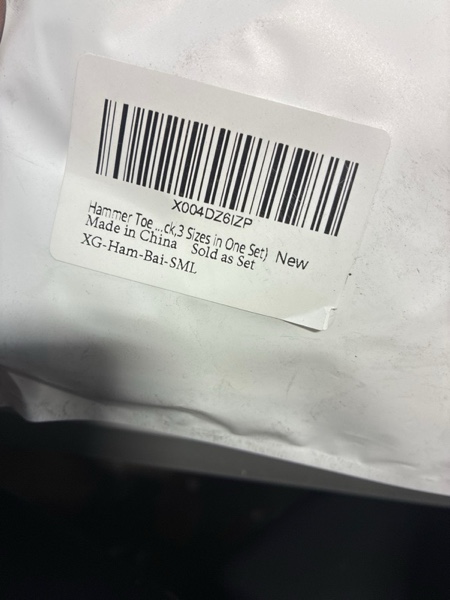 X004DZ6IZP
Hammer Toe ...ck,3 Sizes in One Set) New
Made in China Sold as Set
XG-Ham-Bai-SML